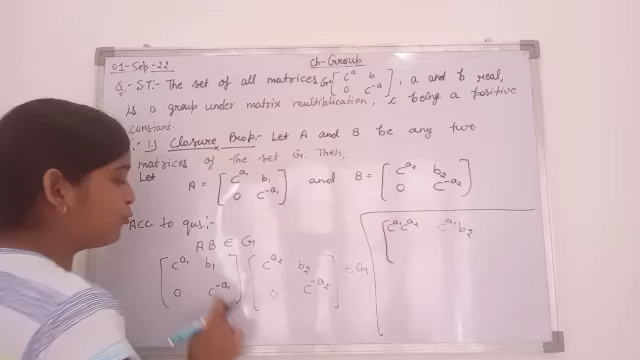 01-Sep-22
Ch-Group
Q:- S.T:- The set of all matrices G= [ c^a b ], a and b real,
[ 0 c^-a ]
is a group under matrix multiplication, c being a positive
constant.
1) Closure Prop:- Let A and B be any two
matrices of the set G. Then,
Let
A = [ c^a₁ b₁ ] and B = [ c^a₂ b₂ ]
[ 0 c^-a₁ ] [ 0 c^-a₂ ]
ACC to qus:-
AB ∈ G
[ c^a₁ b₁ ] [ c^a₂ b₂ ] = G
[ 0 c^-a₁ ] [ 0 c^-a₂ ]
[ c^a₁ c^a₂ c^a₁ b₂